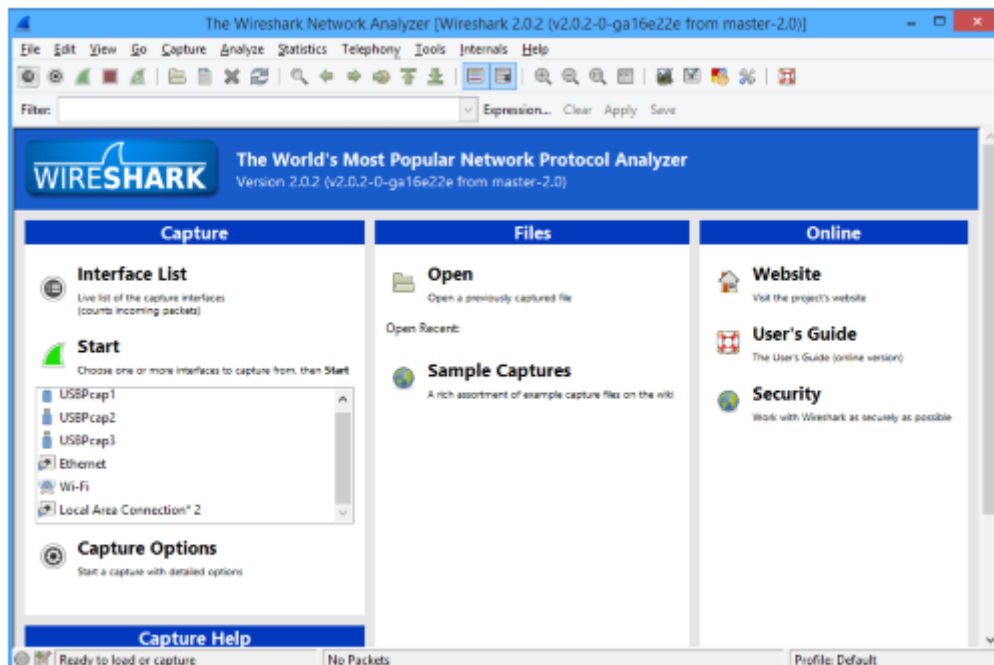 The Wireshark Network Analyzer [Wireshark 2.0.2 (v2.0.2-0-ga16e22e from master-2.0)]
File Edit View Go Capture Analyze Statistics Telephony Tools Internals Help
Filter: Expression... Clear Apply Save
WIRESHARK
The World's Most Popular Network Protocol Analyzer
Version 2.0.2 (v2.0.2-0-ga16e22e from master-2.0)
Capture
Interface List
Live list of the capture interfaces
(counts incoming packets)
Start
Choose one or more interfaces to capture from, then Start
USBPcap1
USBPcap2
USBPcap3
Ethernet
Wi-Fi
Local Area Connection* 2
Capture Options
Start a capture with detailed options
Capture Help
Files
Open
Open a previously captured file
Open Recent:
Sample Captures
A rich assortment of example capture files on the wiki
Online
Website
Visit the project's website
User's Guide
The User's Guide (online version)
Security
Work with Wireshark as securely as possible
Ready to load or capture
No Packets
Profile: Default